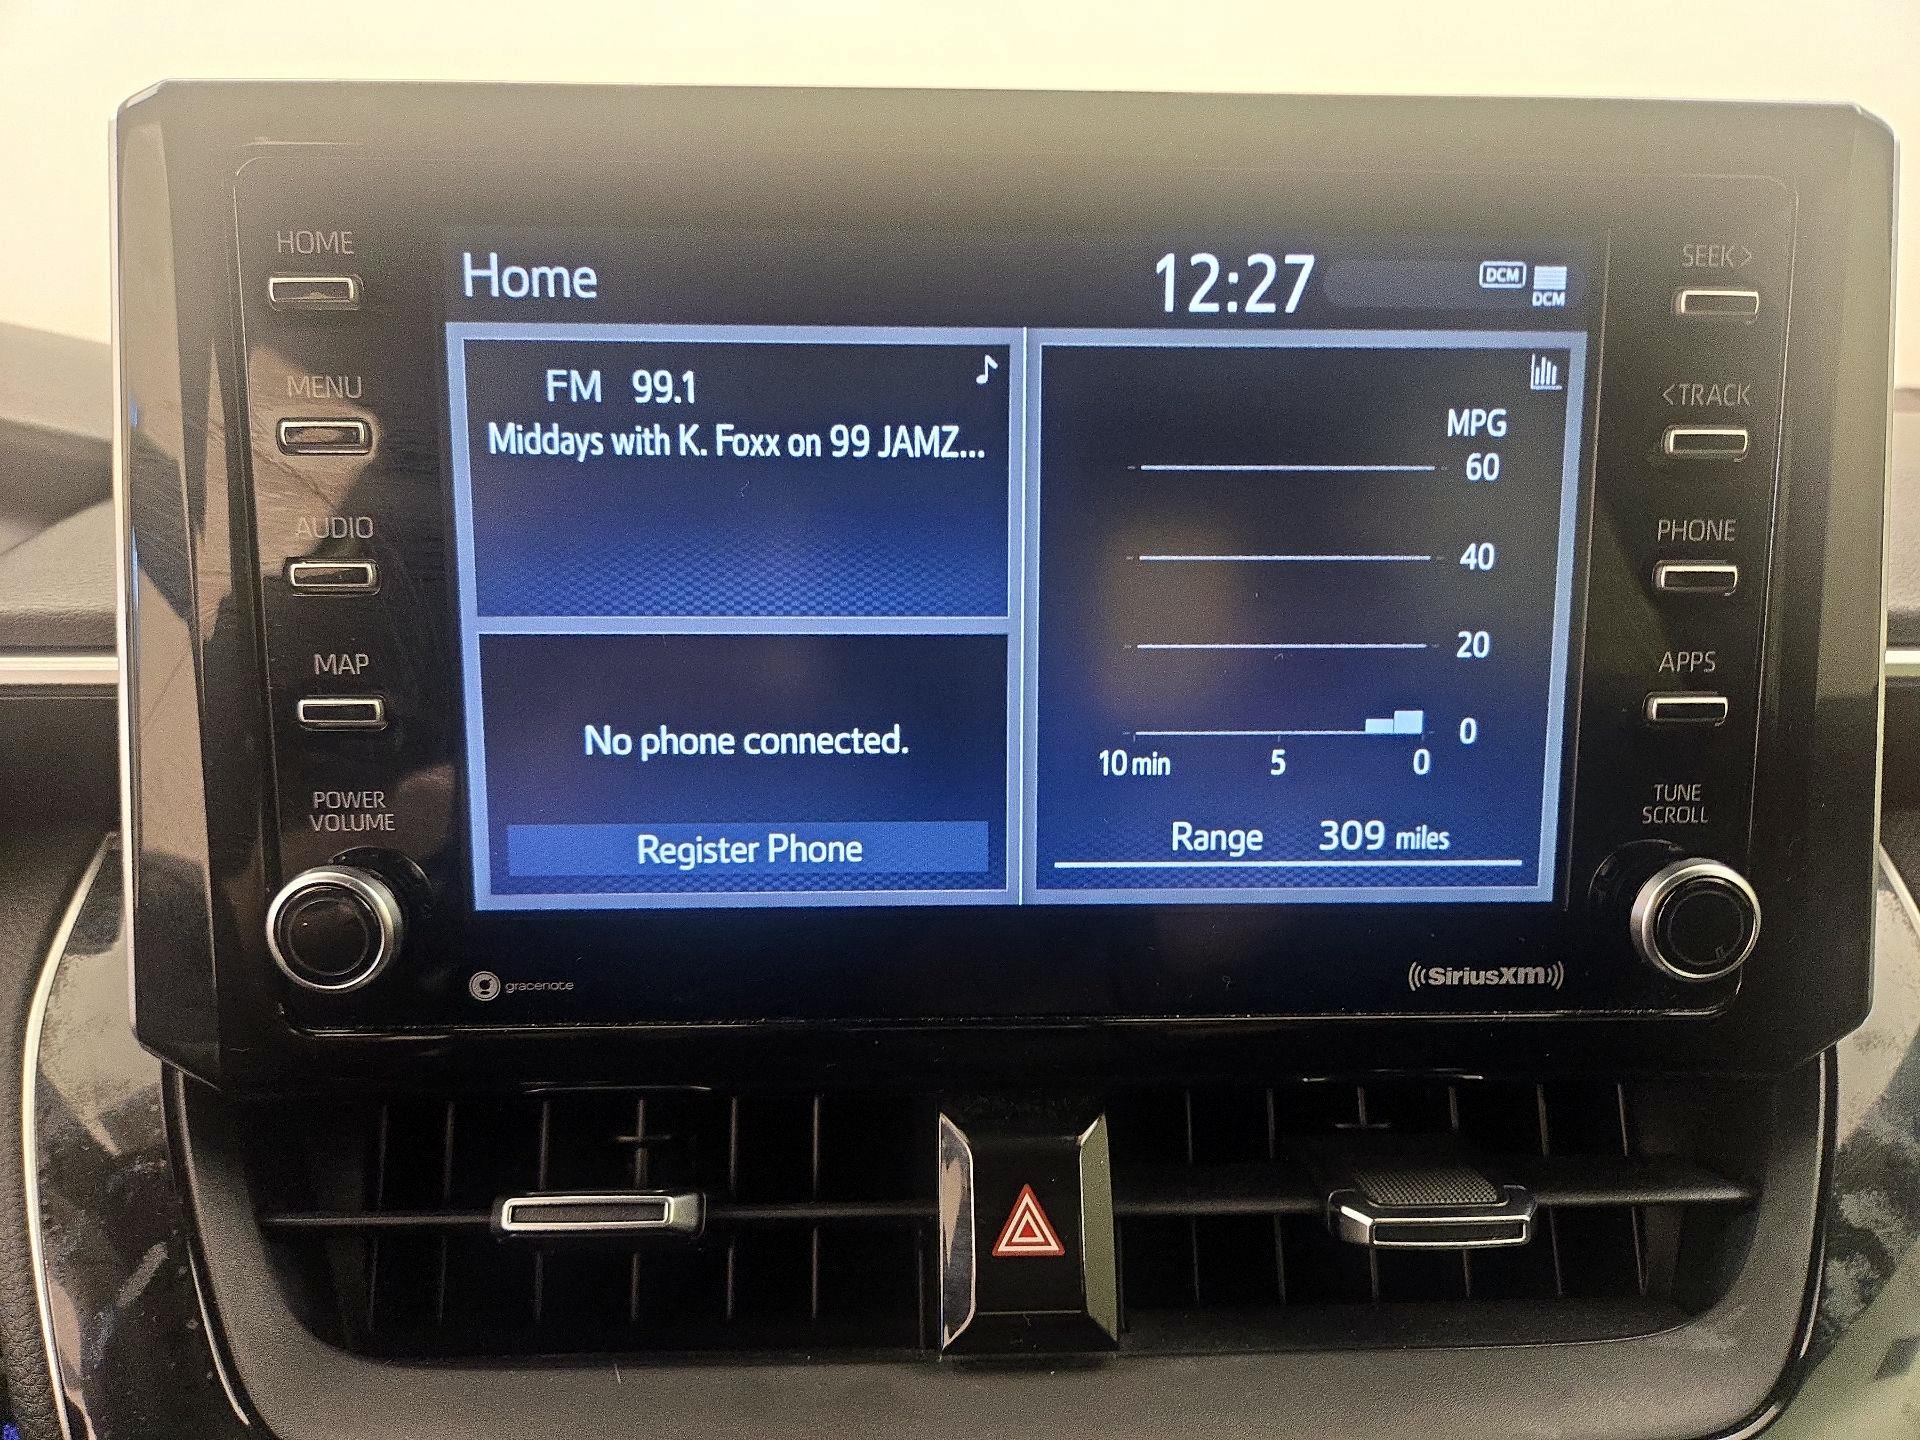 HOME
MENU
AUDIO
MAP
POWER
VOLUME
Home
12:27
DCM
DCM
FM 99.1
Middays with K. Foxx on 99 JAMZ...
No phone connected.
Register Phone
MPG
60
40
20
0
10 min 5 0
Range 309 miles
gracenote
((SiriusXM))
SEEK>
<TRACK
PHONE
APPS
TUNE
SCROLL